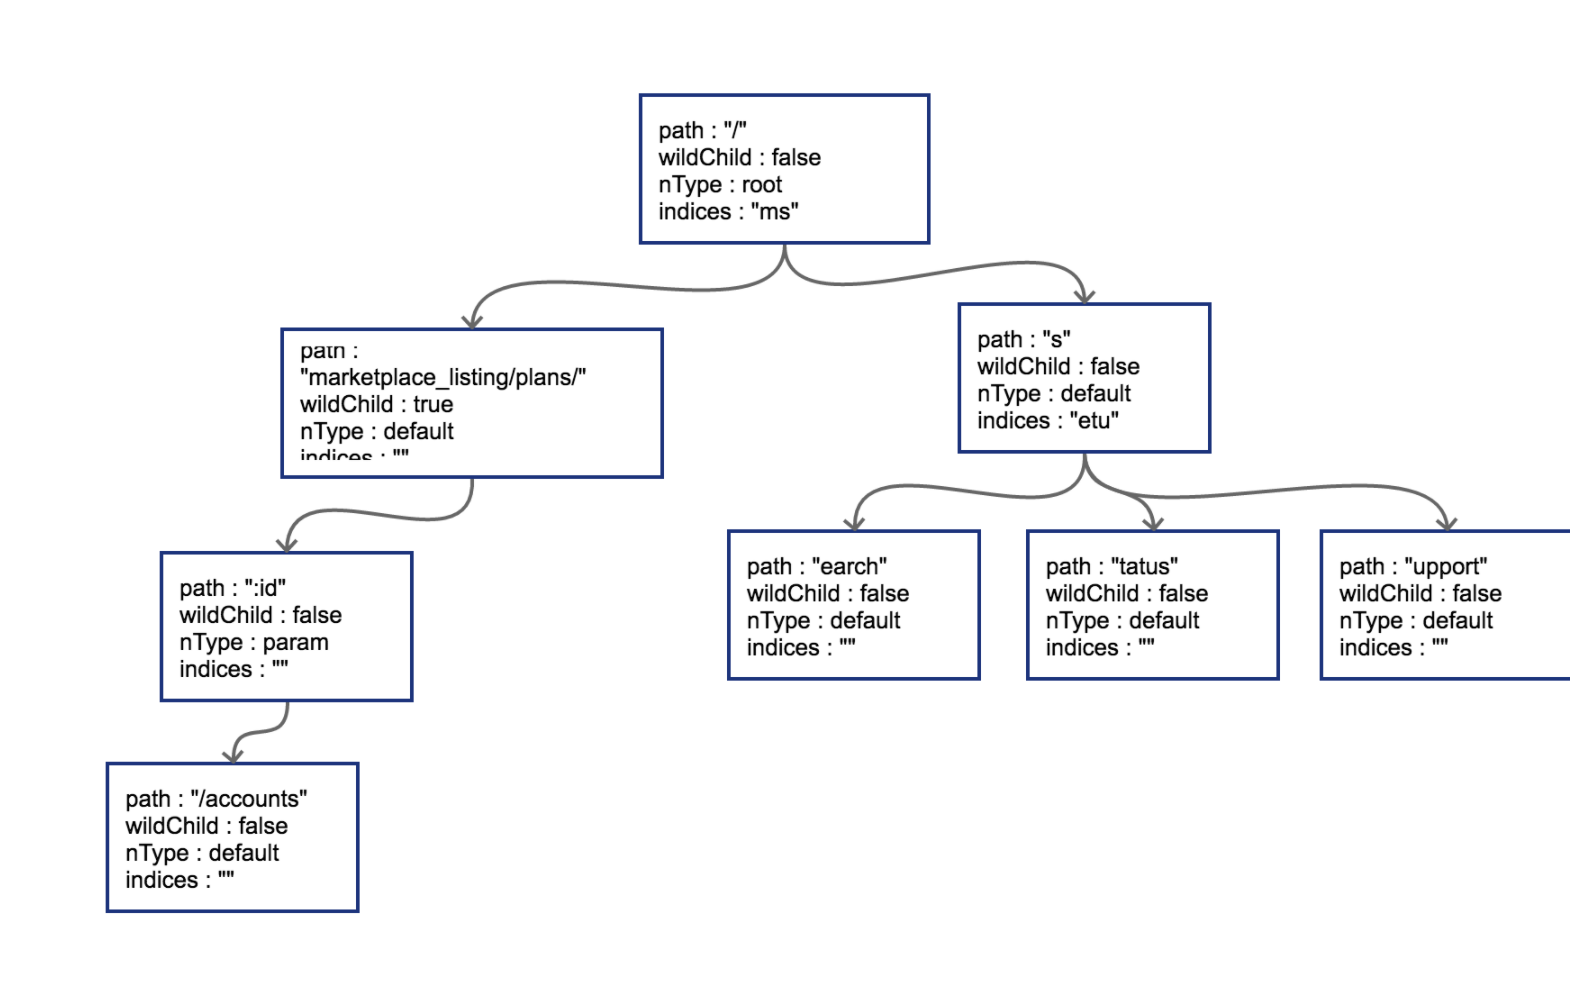 path : "/"
wildChild : false
nType : root
indices : "ms"
path :
"marketplace_listing/plans/"
wildChild : true
nType : default
indices : ""
path : "s"
wildChild : false
nType : default
indices : "etu"
path : ":id"
wildChild : false
nType : param
indices : ""
path : "earch"
wildChild : false
nType : default
indices : ""
path : "tatus"
wildChild : false
nType : default
indices : ""
path : "upport"
wildChild : false
nType : default
indices : ""
path : "/accounts"
wildChild : false
nType : default
indices : ""